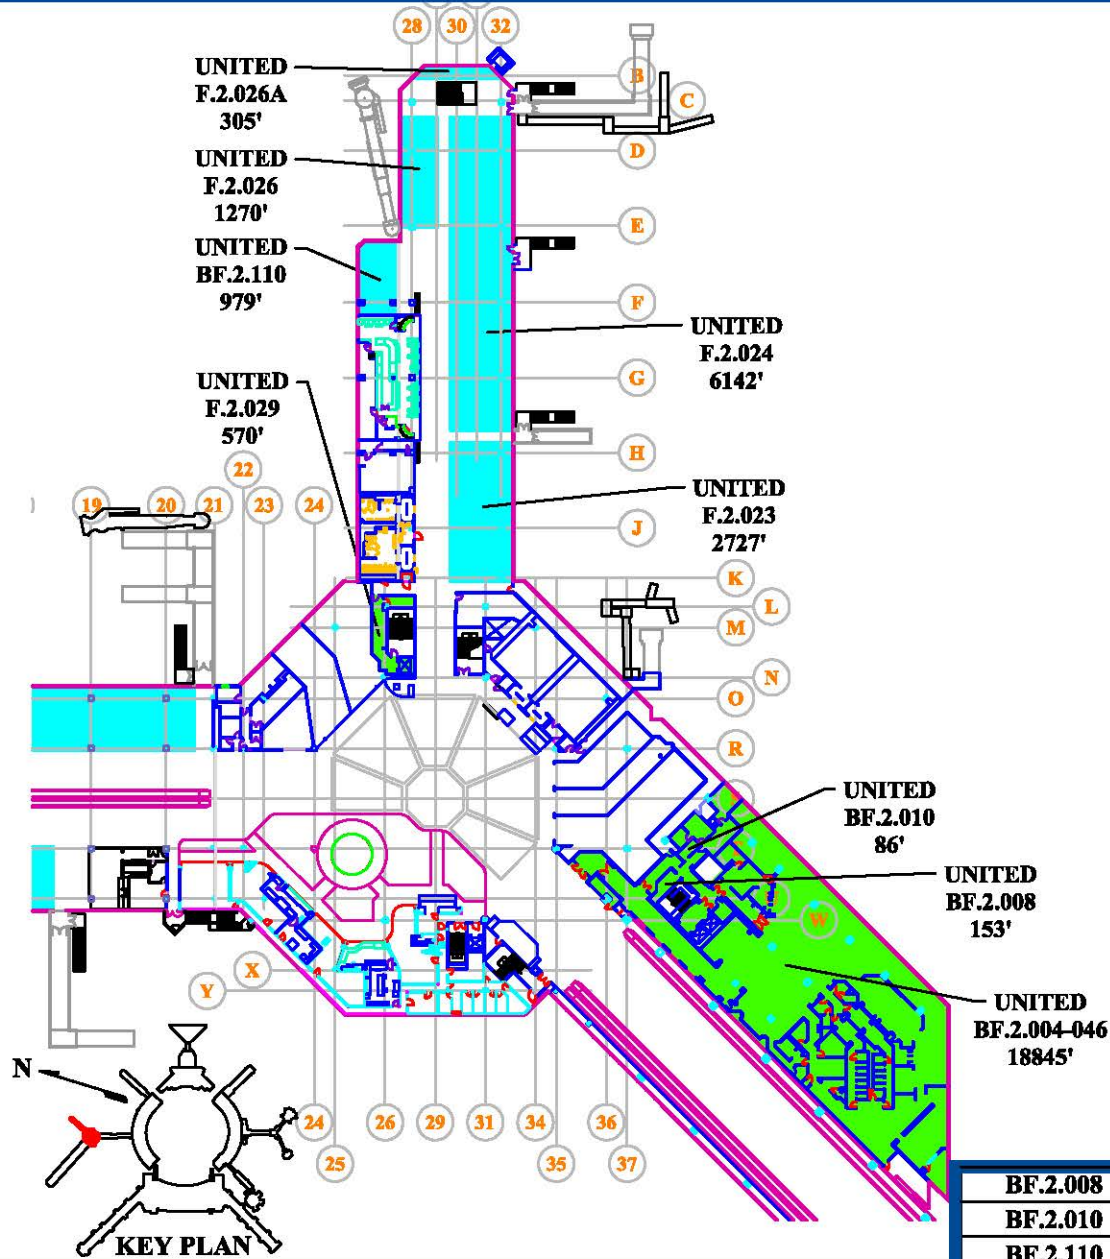 28
30
32
UNITED
F.2.026A
305'
B
C
UNITED
F.2.026
1270'
D
E
UNITED
BF.2.110
979'
F
UNITED
F.2.024
6142'
G
UNITED
F.2.029
570'
H
22
19
20
21
23
24
UNITED
F.2.023
2727'
J
K
L
M
N
O
R
UNITED
BF.2.010
86'
UNITED
BF.2.008
153'
W
X
Y
UNITED
BF.2.004-046
18845'
N
24
26
29
31
34
36
25
35
37
KEY PLAN
BF.2.008
BF.2.010
BF.2.110